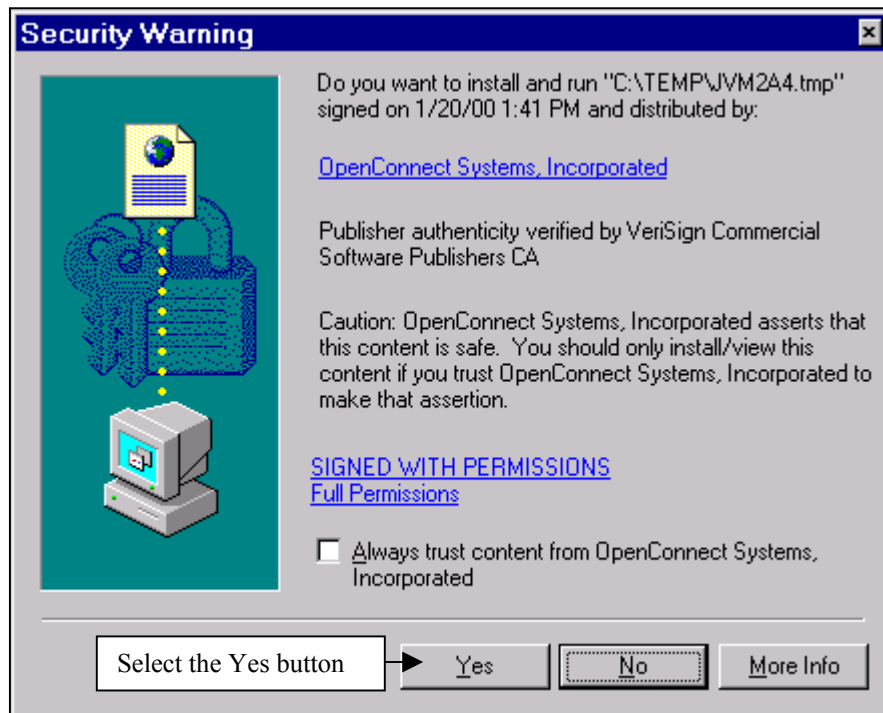 Security Warning
Do you want to install and run "C:\TEMP\JVM2A4.tmp"
signed on 1/20/00 1:41 PM and distributed by:
OpenConnect Systems, Incorporated
Publisher authenticity verified by VeriSign Commercial
Software Publishers CA
Caution: OpenConnect Systems, Incorporated asserts that
this content is safe.  You should only install/view this
content if you trust OpenConnect Systems, Incorporated to
make that assertion.
SIGNED WITH PERMISSIONS
Full Permissions
Always trust content from OpenConnect Systems,
Incorporated
Select the Yes button
Yes
No
More Info